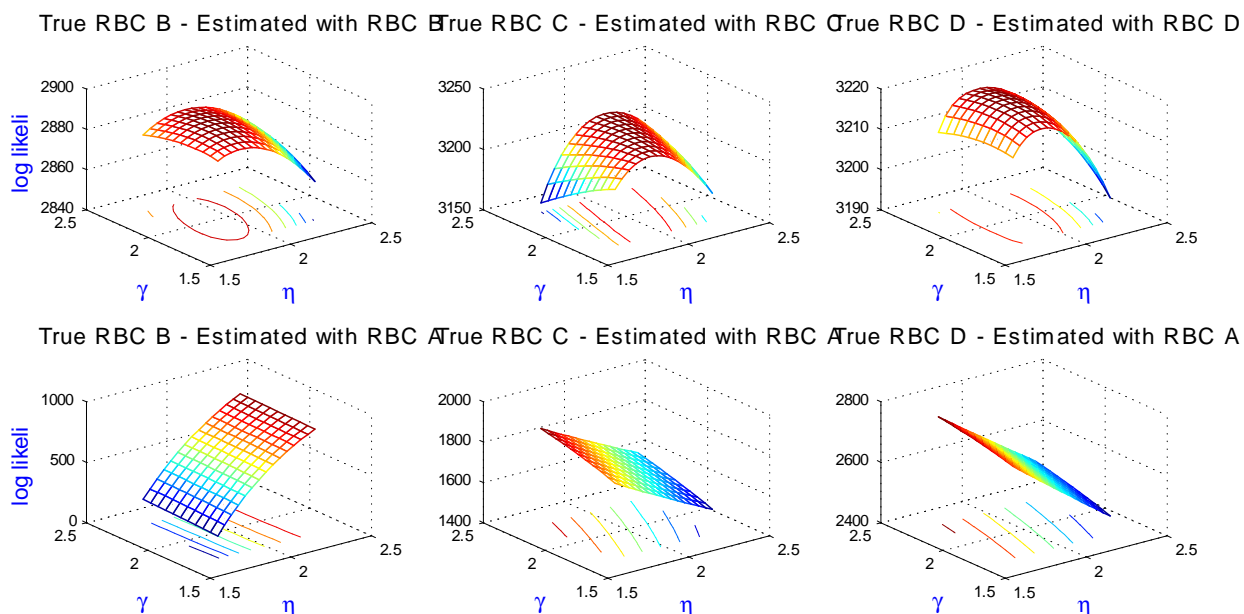 True RBC B - Estimated with RBC B
True RBC C - Estimated with RBC C
True RBC D - Estimated with RBC D
log likeli
2900
2880
2860
2840
2.5
2
1.5
γ
1.5
2
2.5
η
3250
3200
3150
2.5
2
1.5
γ
1.5
2
2.5
η
3220
3210
3200
3190
2.5
2
1.5
γ
1.5
2
2.5
η
True RBC B - Estimated with RBC A
True RBC C - Estimated with RBC A
True RBC D - Estimated with RBC A
log likeli
1000
500
0
2.5
2
1.5
γ
1.5
2
2.5
η
2000
1800
1600
1400
2.5
2
1.5
γ
1.5
2
2.5
η
2800
2600
2400
2.5
2
1.5
γ
1.5
2
2.5
η